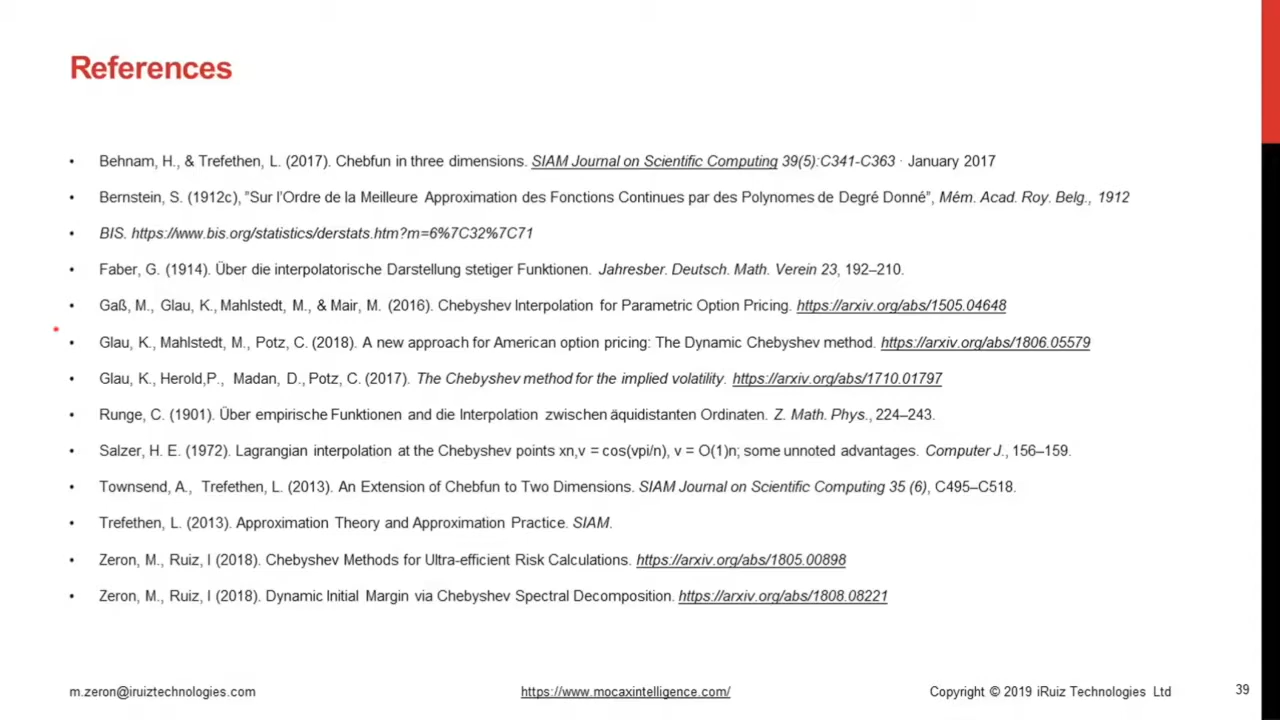 References
• Behnam, H., & Trefethen, L. (2017). Chebfun in three dimensions. SIAM Journal on Scientific Computing 39(5):C341-C363 · January 2017
• Bernstein, S. (1912c), ”Sur l’Ordre de la Meilleure Approximation des Fonctions Continues par des Polynomes de Degré Donné”, Mém. Acad. Roy. Belg., 1912
• BIS. https://www.bis.org/statistics/derstats.htm?m=6%7C32%7C71
• Faber, G. (1914). Über die interpolatorische Darstellung stetiger Funktionen. Jahresber. Deutsch. Math. Verein 23, 192–210.
• Gaß, M., Glau, K., Mahlstedt, M., & Mair, M. (2016). Chebyshev Interpolation for Parametric Option Pricing. https://arxiv.org/abs/1505.04648
• Glau, K., Mahlstedt, M., Potz, C. (2018). A new approach for American option pricing: The Dynamic Chebyshev method. https://arxiv.org/abs/1806.05579
• Glau, K., Herold,P., Madan, D., Potz, C. (2017). The Chebyshev method for the implied volatility. https://arxiv.org/abs/1710.01797
• Runge, C. (1901). Über empirische Funktionen and die Interpolation zwischen äquidistanten Ordinaten. Z. Math. Phys., 224–243.
• Salzer, H. E. (1972). Lagrangian interpolation at the Chebyshev points xn,v = cos(vpi/n), v = O(1)n; some unnoted advantages. Computer J., 156–159.
• Townsend, A., Trefethen, L. (2013). An Extension of Chebfun to Two Dimensions. SIAM Journal on Scientific Computing 35 (6), C495–C518.
• Trefethen, L. (2013). Approximation Theory and Approximation Practice. SIAM.
• Zeron, M., Ruiz, I (2018). Chebyshev Methods for Ultra-efficient Risk Calculations. https://arxiv.org/abs/1805.00898
• Zeron, M., Ruiz, I (2018). Dynamic Initial Margin via Chebyshev Spectral Decomposition. https://arxiv.org/abs/1808.08221
m.zeron@iruiztechnologies.com https://www.mocaxintelligence.com/ Copyright © 2019 iRuiz Technologies Ltd 39